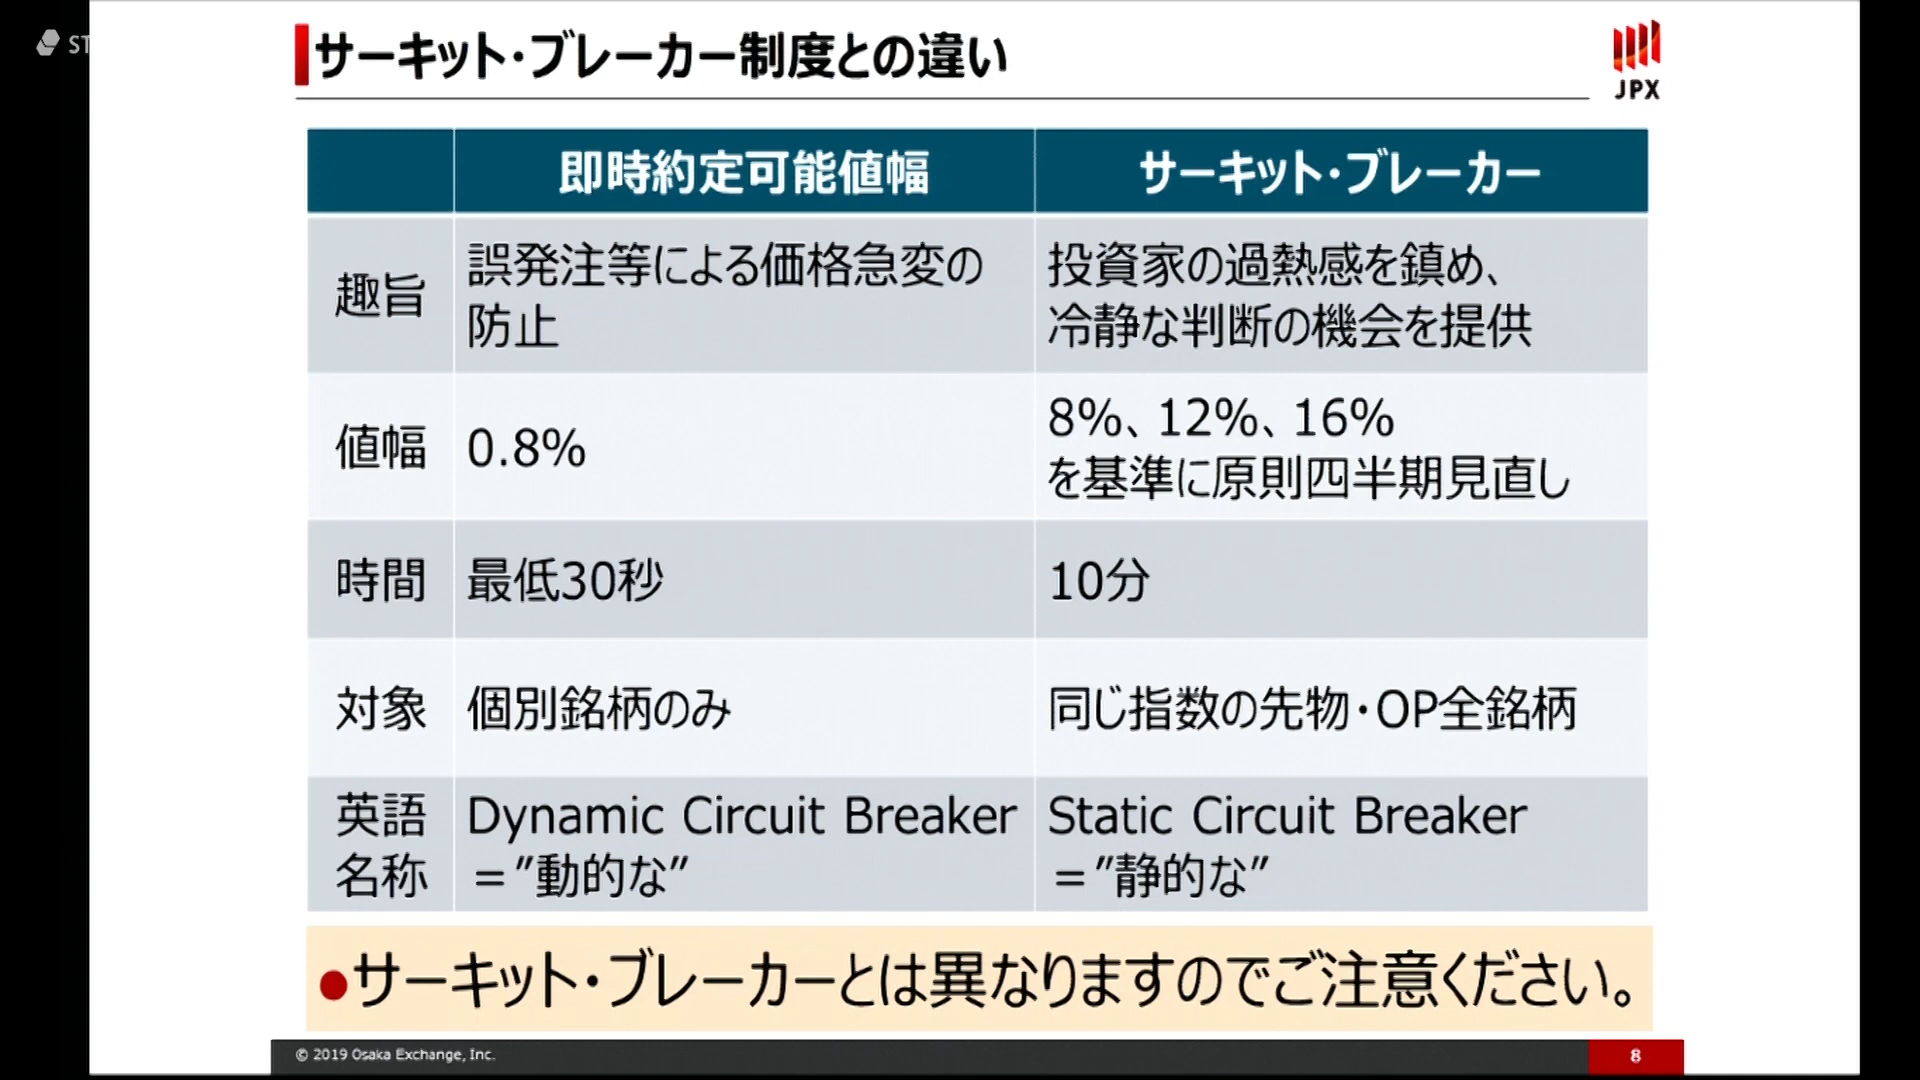 ST
サーキット・ブレーカー制度との違い
JPX
即時約定可能値幅
サーキット・ブレーカー
趣旨
誤発注等による価格急変の
防止
投資家の過熱感を鎮め、
冷静な判断の機会を提供
値幅
0.8%
8%、12%、16%
を基準に原則四半期見直し
時間
最低30秒
10分
対象
個別銘柄のみ
同じ指数の先物・OP全銘柄
英語
名称
Dynamic Circuit Breaker
＝”動的な”
Static Circuit Breaker
＝”静的な”
●サーキット・ブレーカーとは異なりますのでご注意ください。
© 2019 Osaka Exchange, Inc.
8